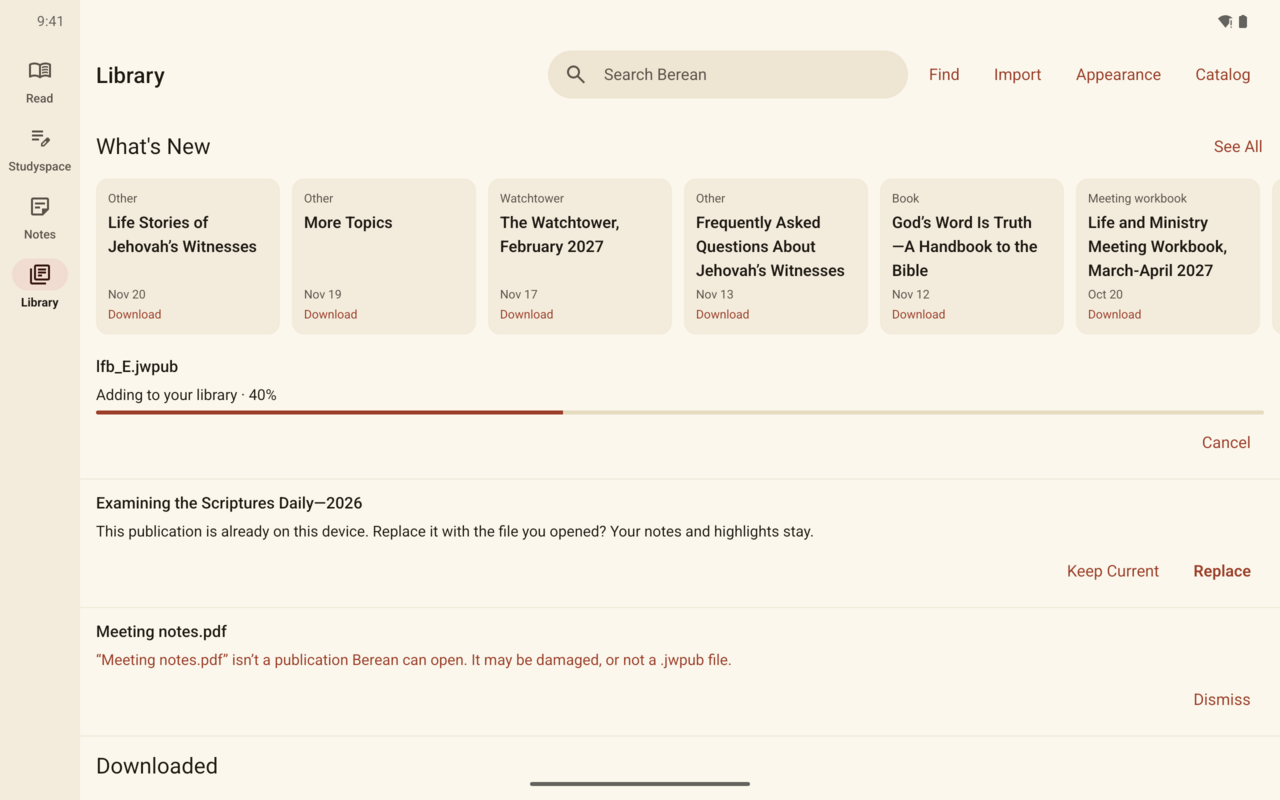 9:41
Read
Studyspace
Notes
Library
Library
Search Berean
Find
Import
Appearance
Catalog
What's New
See All
Other
Life Stories of
Jehovah’s Witnesses
Nov 20
Download
Other
More Topics
Nov 19
Download
Watchtower
The Watchtower,
February 2027
Nov 17
Download
Other
Frequently Asked
Questions About
Jehovah’s Witnesses
Nov 13
Download
Book
God’s Word Is Truth
—A Handbook to the
Bible
Nov 12
Download
Meeting workbook
Life and Ministry
Meeting Workbook,
March-April 2027
Oct 20
Download
lfb_E.jwpub
Adding to your library · 40%
Cancel
Examining the Scriptures Daily—2026
This publication is already on this device. Replace it with the file you opened? Your notes and highlights stay.
Keep Current
Replace
Meeting notes.pdf
“Meeting notes.pdf” isn’t a publication Berean can open. It may be damaged, or not a .jwpub file.
Dismiss
Downloaded